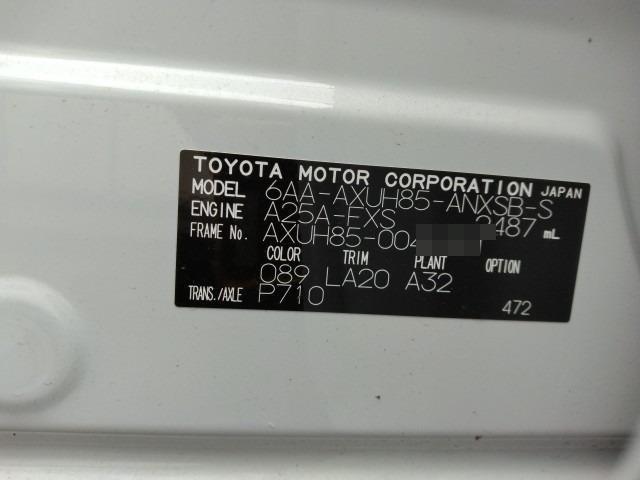 TOYOTA MOTOR CORPORATION JAPAN
MODEL 6AA-AXUH85-ANXSB-S
ENGINE A25A-FXS 2487 mL
FRAME No. AXUH85-004
COLOR TRIM PLANT OPTION
089 LA20 A32
TRANS./AXLE P710
472